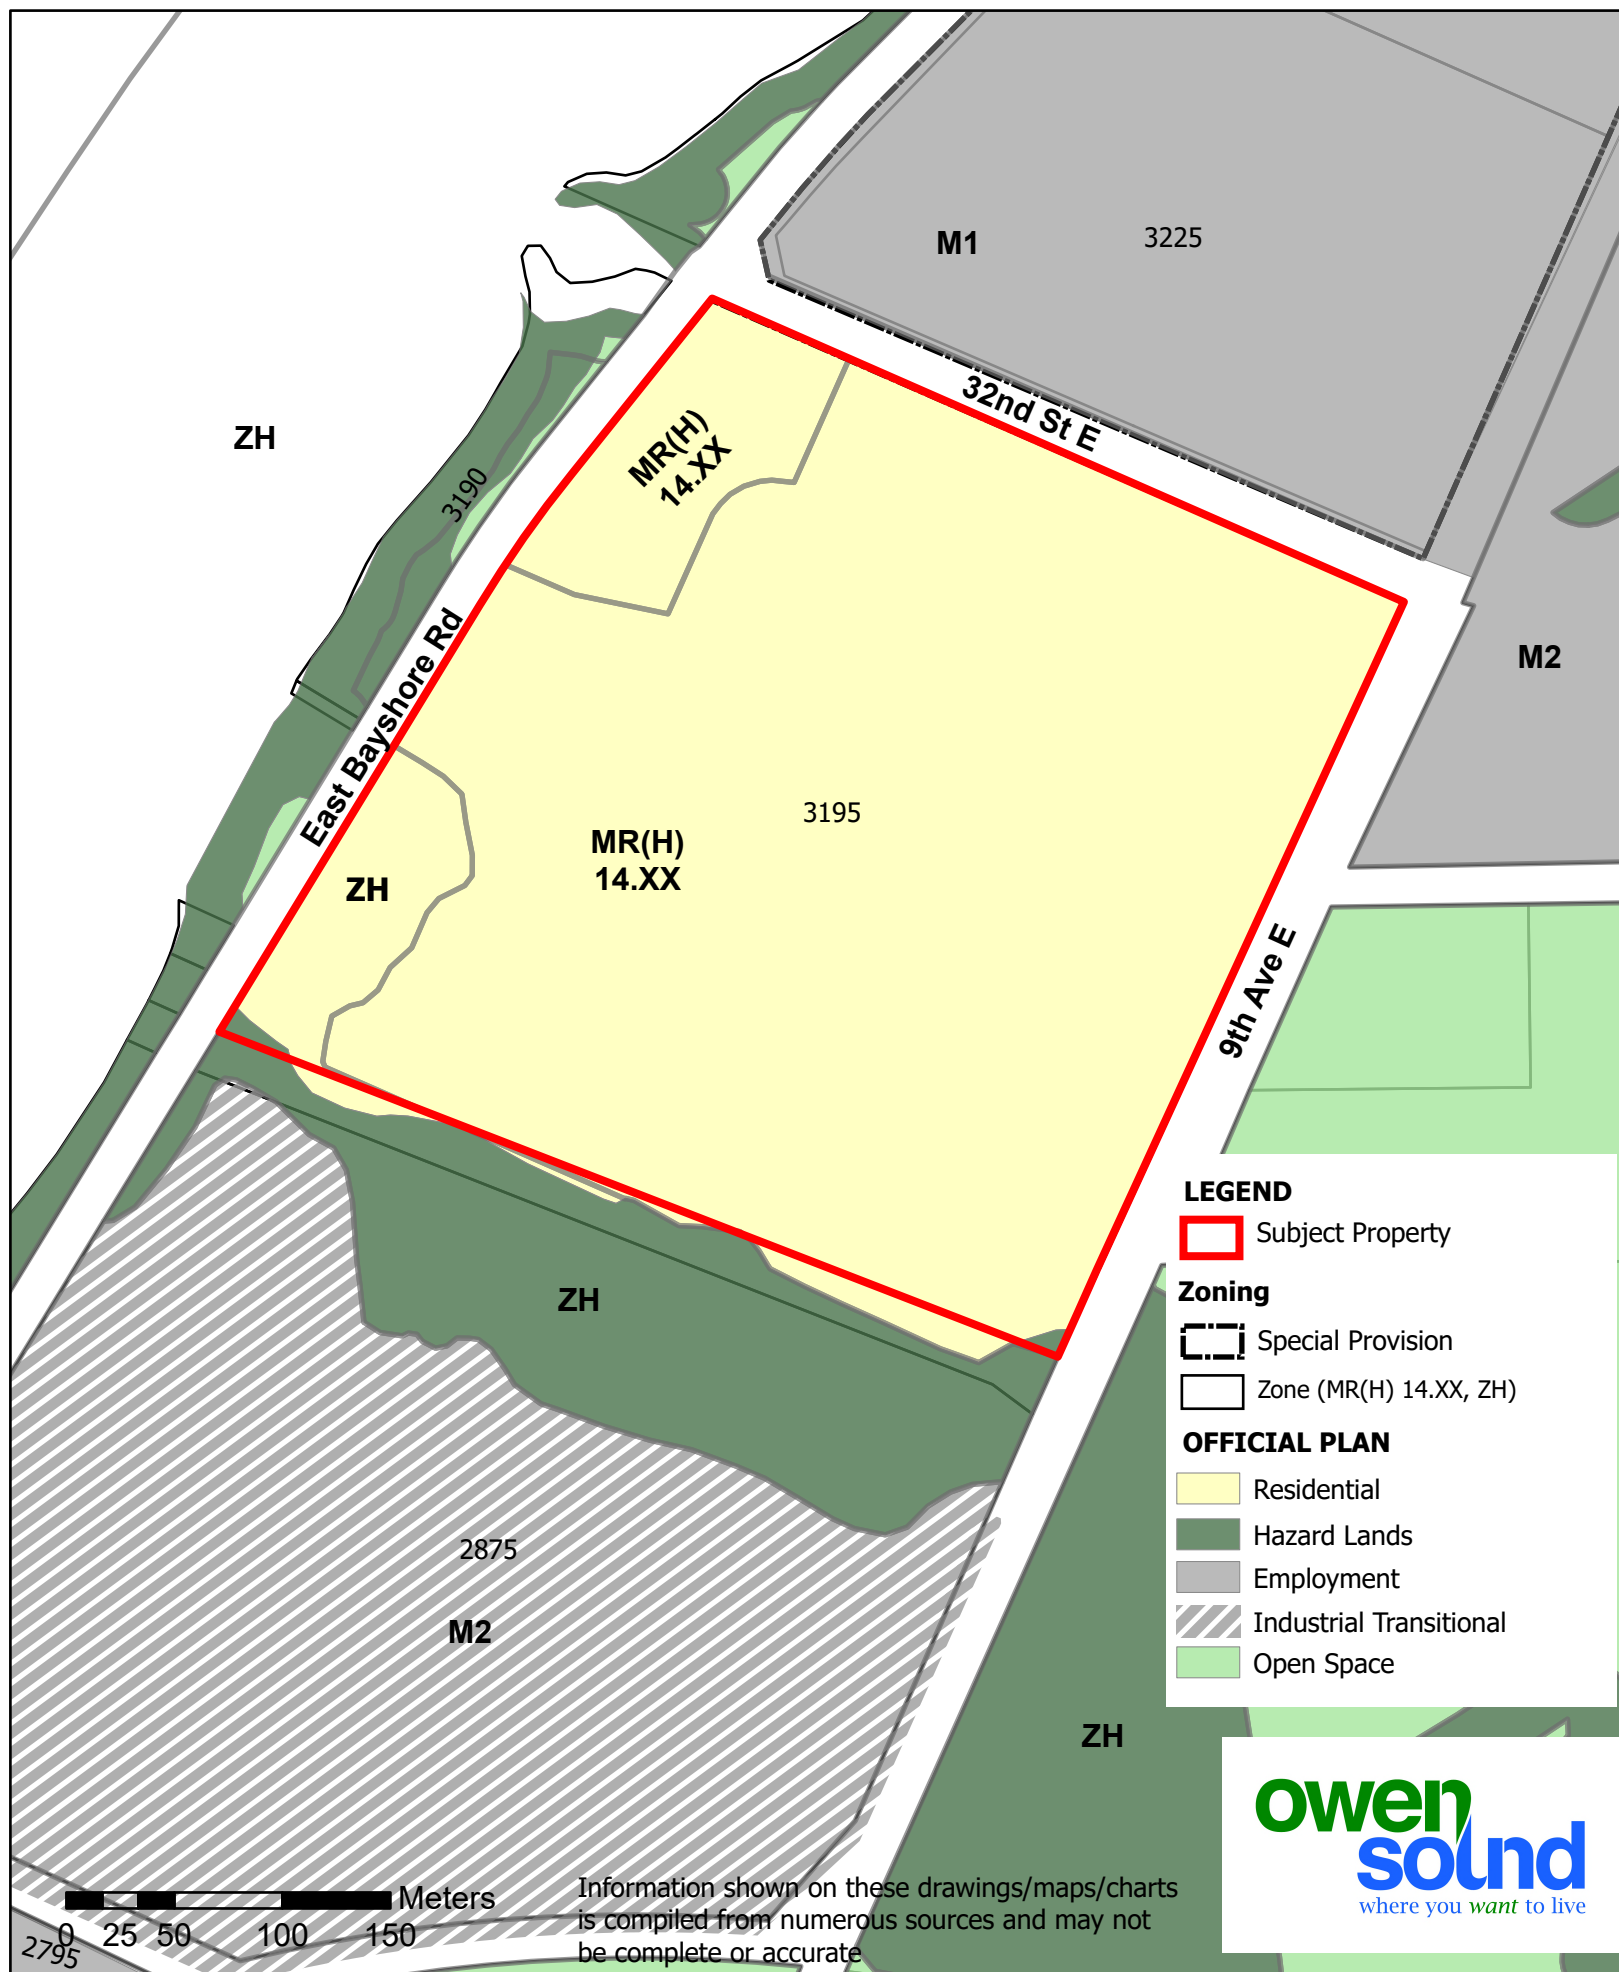 M1
3225
32nd St E
MR(H)
14.XX
ZH
3190
East Bayshore Rd
M2
3195
MR(H)
14.XX
ZH
9th Ave E
ZH
2875
M2
ZH
LEGEND
Subject Property
Zoning
Special Provision
Zone (MR(H) 14.XX, ZH)
OFFICIAL PLAN
Residential
Hazard Lands
Employment
Industrial Transitional
Open Space
owen
sound
where you want to live
Meters
0 25 50 100 150
2795
Information shown on these drawings/maps/charts
is compiled from numerous sources and may not
be complete or accurate